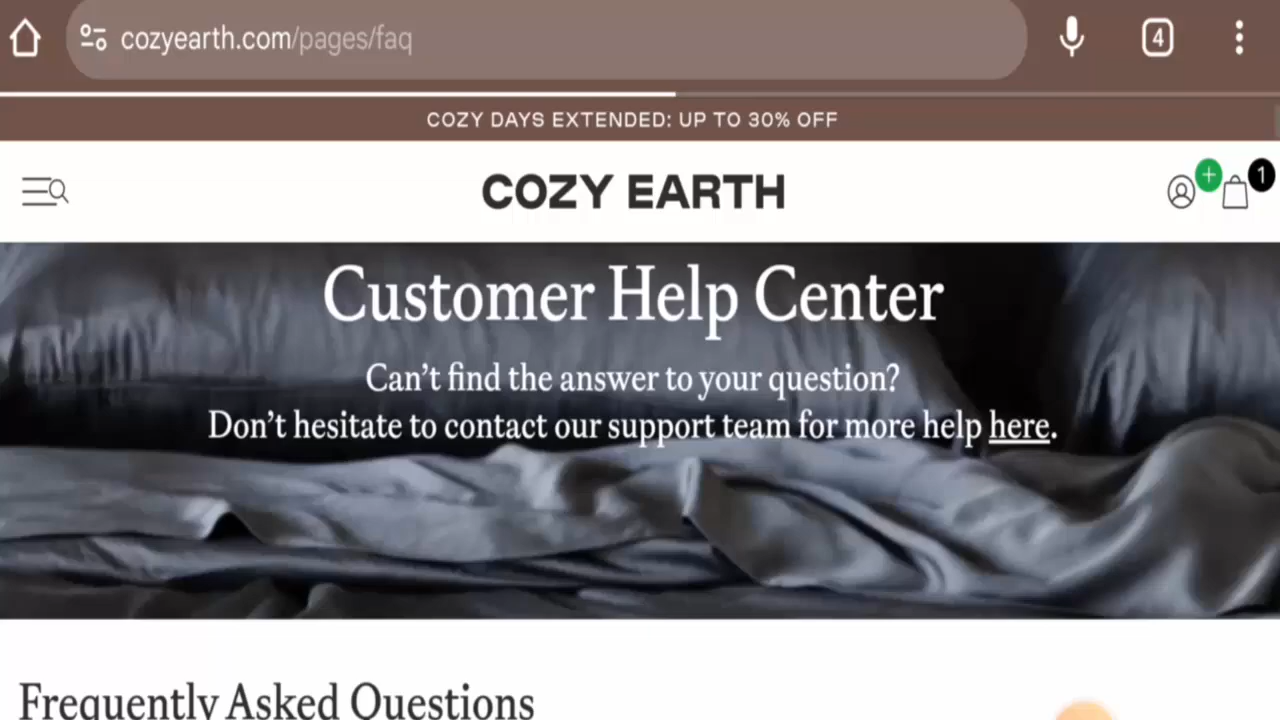 cozyearth.com/pages/faq
4
COZY DAYS EXTENDED: UP TO 30% OFF
COZY EARTH
+
1
Customer Help Center
Can’t find the answer to your question?
Don’t hesitate to contact our support team for more help here.
Frequently Asked Questions